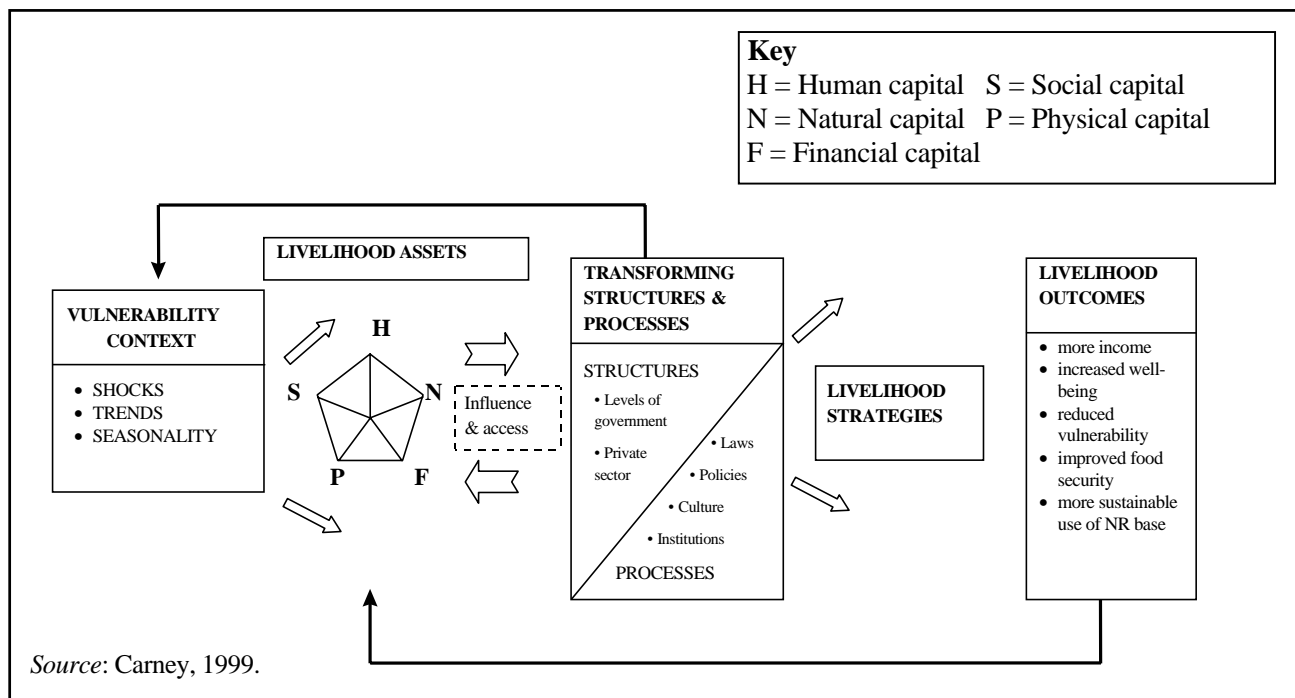 Key
H = Human capital S = Social capital
N = Natural capital P = Physical capital
F = Financial capital
LIVELIHOOD ASSETS
VULNERABILITY
CONTEXT
• SHOCKS
• TRENDS
• SEASONALITY
H
S
N
P
F
Influence
& access
TRANSFORMING
STRUCTURES &
PROCESSES
STRUCTURES
• Levels of
government
• Private
sector
• Laws
• Policies
• Culture
• Institutions
PROCESSES
LIVELIHOOD
STRATEGIES
LIVELIHOOD
OUTCOMES
• more income
• increased well-
being
• reduced
vulnerability
• improved food
security
• more sustainable
use of NR base
Source: Carney, 1999.